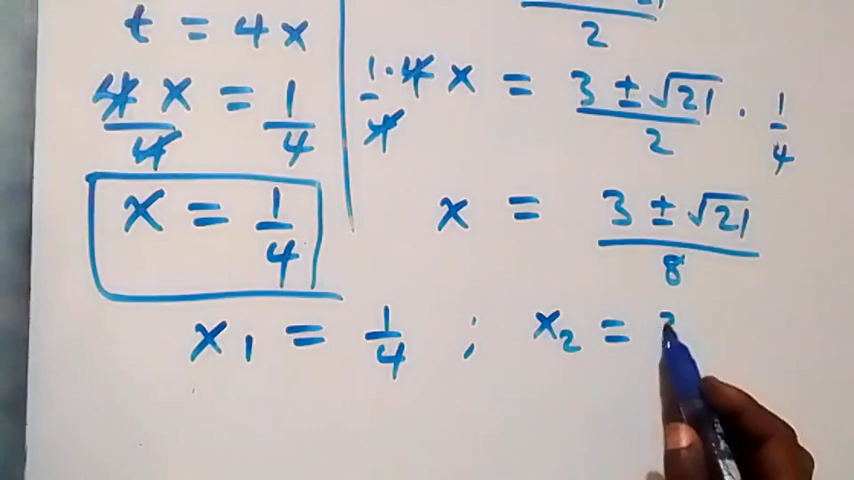 t = 4x
4x/4 = 1/4
x = 1/4
2
1/4 · 4x = 3 ± √21/2 · 1/4
x = 3 ± √21/8
x₁ = 1/4 ; x₂ =